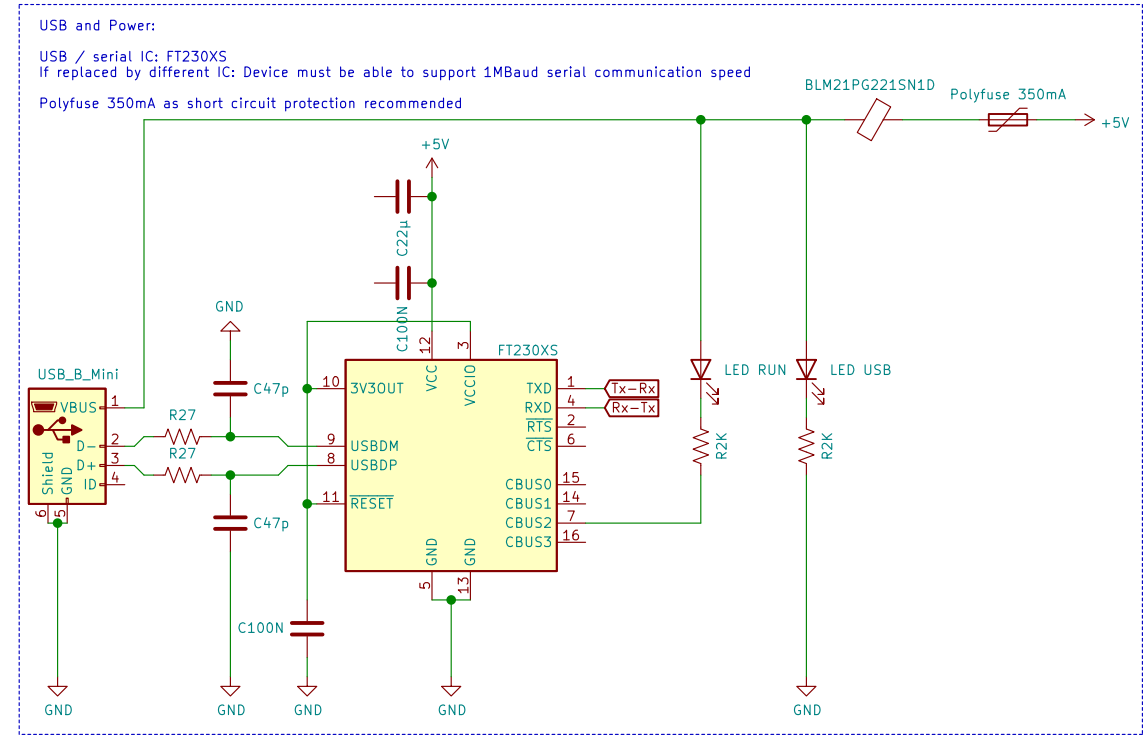 USB and Power:
USB / serial IC: FT230XS
If replaced by different IC: Device must be able to support 1MBaud serial communication speed
Polyfuse 350mA as short circuit protection recommended
BLM21PG221SN1D
Polyfuse 350mA
+5V
+5V
C22µ
C100N
GND
USB_B_Mini
VBUS 1
D- 2
D+ 3
ID 4
Shield
GND
6
5
R27
R27
C47p
C47p
FT230XS
12
VCC
3
VCCIO
10 3V3OUT
9 USBDM
8 USBDP
11 RESET
TXD 1
RXD 4
RTS 2
CTS 6
CBUS0 15
CBUS1 14
CBUS2 7
CBUS3 16
GND
GND
5
13
Tx-Rx
Rx-Tx
LED RUN
LED USB
R2K
R2K
C100N
GND
GND
GND
GND
GND